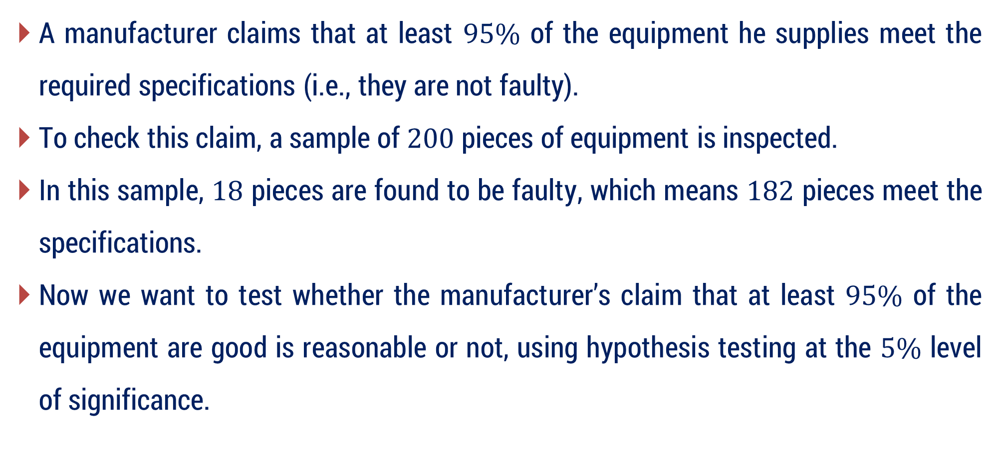 A manufacturer claims that at least 95% of the equipment he supplies meet the
required specifications (i.e., they are not faulty).
To check this claim, a sample of 200 pieces of equipment is inspected.
In this sample, 18 pieces are found to be faulty, which means 182 pieces meet the
specifications.
Now we want to test whether the manufacturer’s claim that at least 95% of the
equipment are good is reasonable or not, using hypothesis testing at the 5% level
of significance.